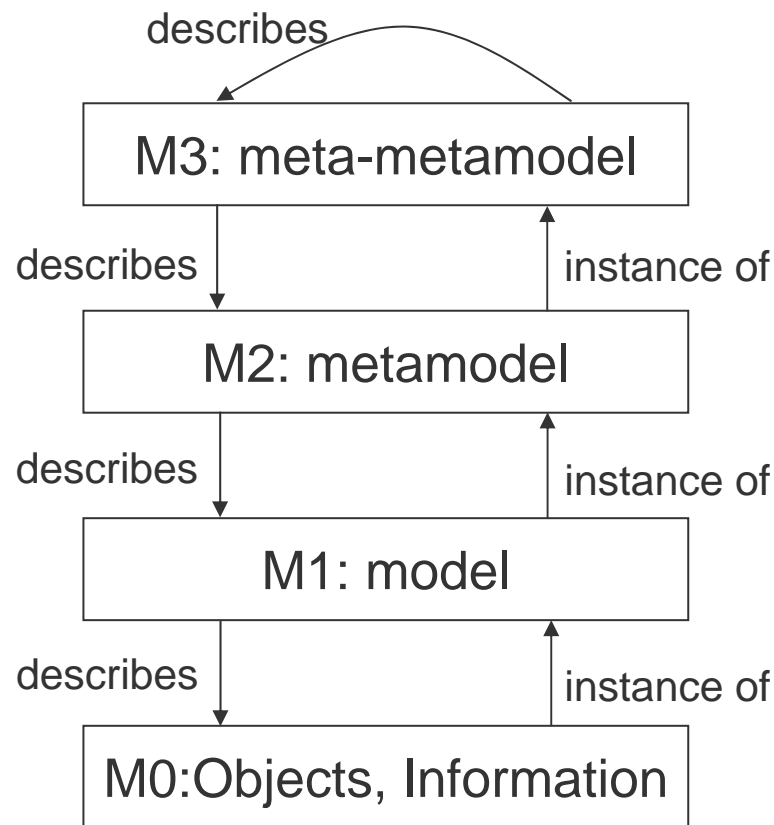 describes
M3: meta-metamodel
describes
instance of
M2: metamodel
describes
instance of
M1: model
describes
instance of
M0:Objects, Information